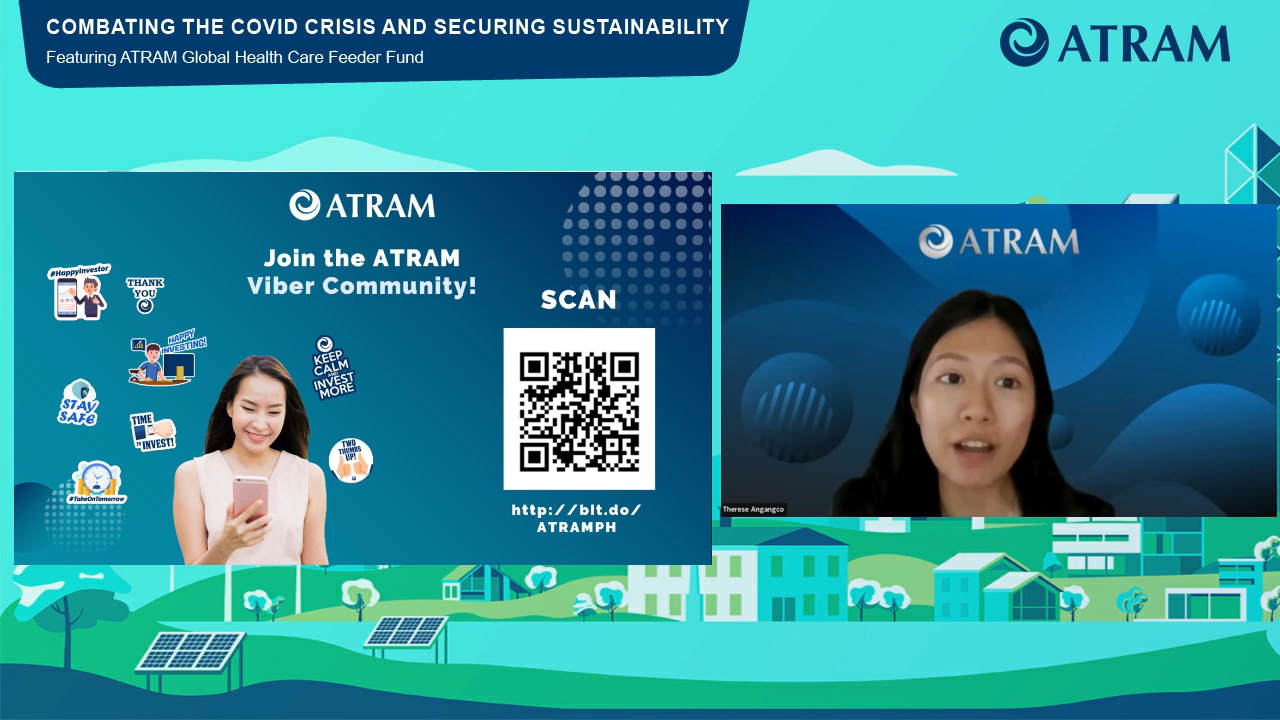 COMBATING THE COVID CRISIS AND SECURING SUSTAINABILITY
Featuring ATRAM Global Health Care Feeder Fund
ATRAM
ATRAM
Join the ATRAM
Viber Community!
#HappyInvestor
THANK
YOU
HAPPY
INVESTING!
KEEP
CALM
AND
INVEST
MORE
STAY
SAFE
TIME
TO INVEST!
TWO
THUMBS
UP!
#TakeOnTomorrow
SCAN
http://bit.do/
ATRAMPH
ATRAM
Therese Angangco